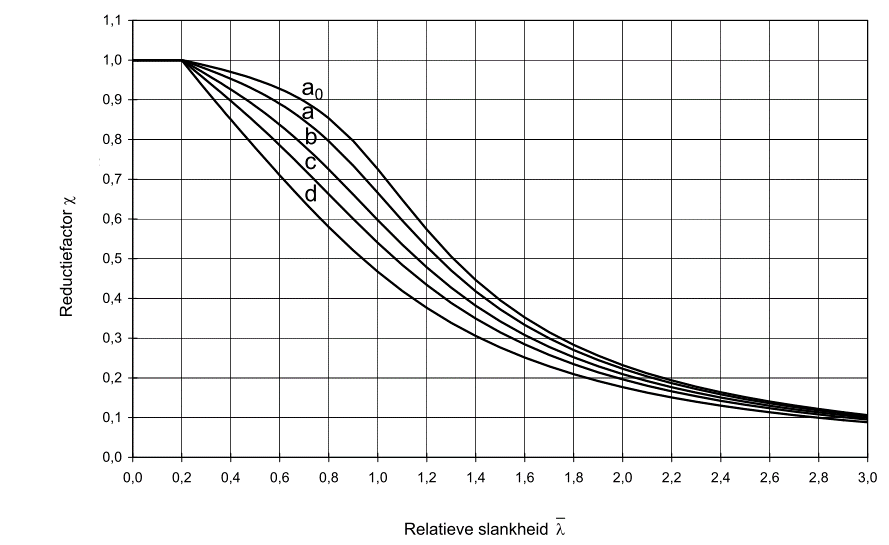 1,1
1,0
0,9
0,8
0,7
0,6
0,5
0,4
0,3
0,2
0,1
0,0
Reductiefactor χ
a₀
a
b
c
d
0,0 0,2 0,4 0,6 0,8 1,0 1,2 1,4 1,6 1,8 2,0 2,2 2,4 2,6 2,8 3,0
Relatieve slankheid λ̅